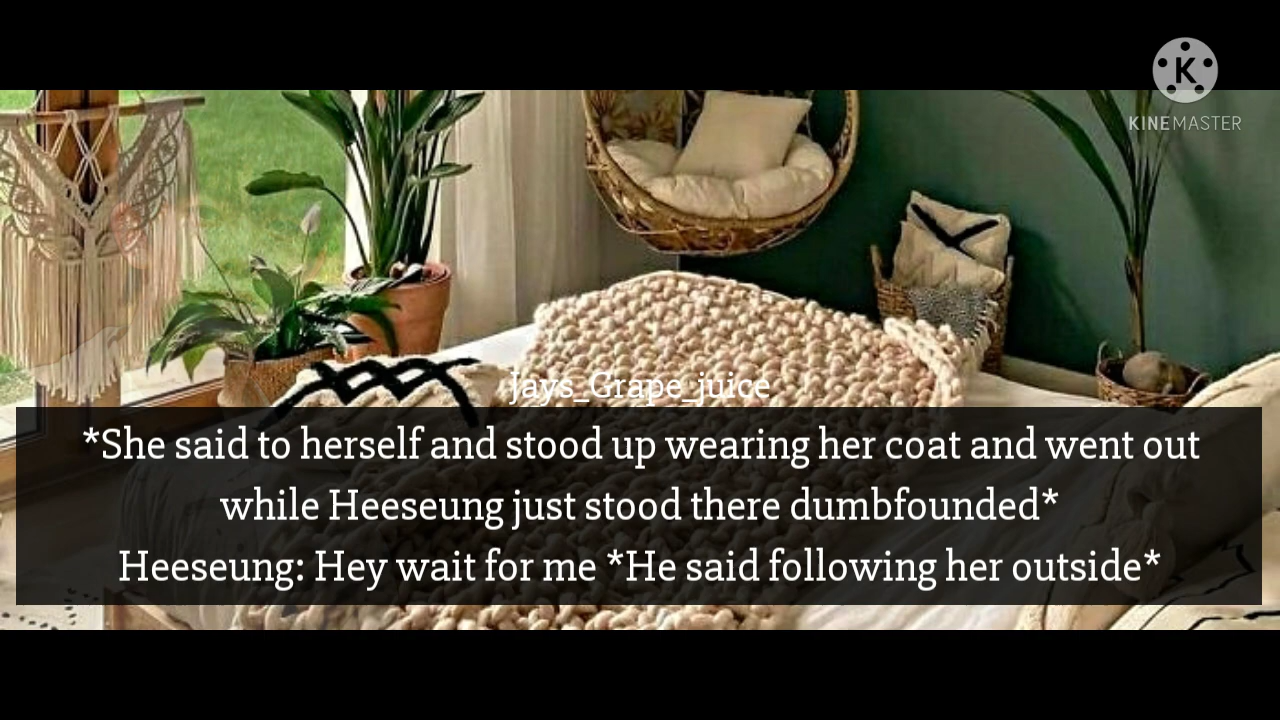 KINEMASTER
jays_Grape_juice
*She said to herself and stood up wearing her coat and went out
while Heeseung just stood there dumbfounded*
Heeseung: Hey wait for me *He said following her outside*